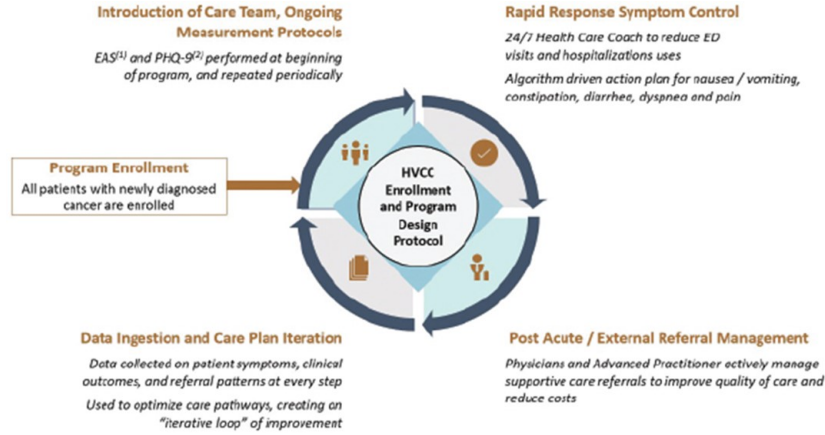 Introduction of Care Team, Ongoing
Measurement Protocols
EAS(1) and PHQ-9(2) performed at beginning
of program, and repeated periodically
Rapid Response Symptom Control
24/7 Health Care Coach to reduce ED
visits and hospitalizations uses
Algorithm driven action plan for nausea / vomiting,
constipation, diarrhea, dyspnea and pain
Program Enrollment
All patients with newly diagnosed
cancer are enrolled
HVCC
Enrollment
and Program
Design
Protocol
Data Ingestion and Care Plan Iteration
Data collected on patient symptoms, clinical
outcomes, and referral patterns at every step
Used to optimize care pathways, creating an
"iterative loop" of improvement
Post Acute / External Referral Management
Physicians and Advanced Practitioner actively manage
supportive care referrals to improve quality of care and
reduce costs